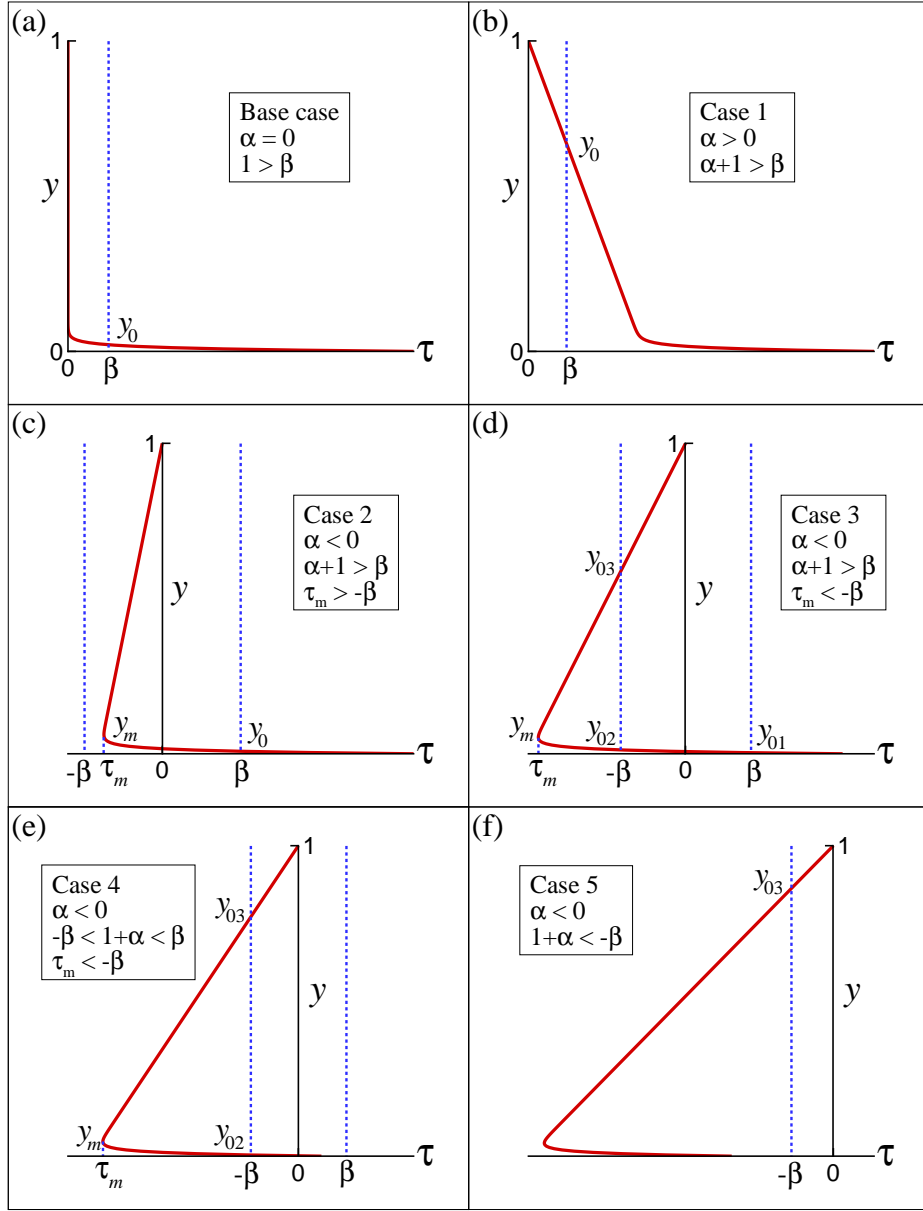 (a)
1
Base case
α = 0
1 > β
y
y₀
0
0
β
τ
(b)
1
Case 1
α > 0
α+1 > β
y₀
y
0
0
β
τ
(c)
1
Case 2
α < 0
α+1 > β
τₘ > -β
y
yₘ
y₀
-β
τₘ
0
β
τ
(d)
1
Case 3
α < 0
α+1 > β
τₘ < -β
y₀₃
y
yₘ
y₀₂
y₀₁
τₘ
-β
0
β
τ
(e)
1
Case 4
α < 0
-β < 1+α < β
τₘ < -β
y₀₃
y
yₘ
y₀₂
τₘ
-β
0
β
τ
(f)
1
Case 5
α < 0
1+α < -β
y₀₃
y
-β
0
τ